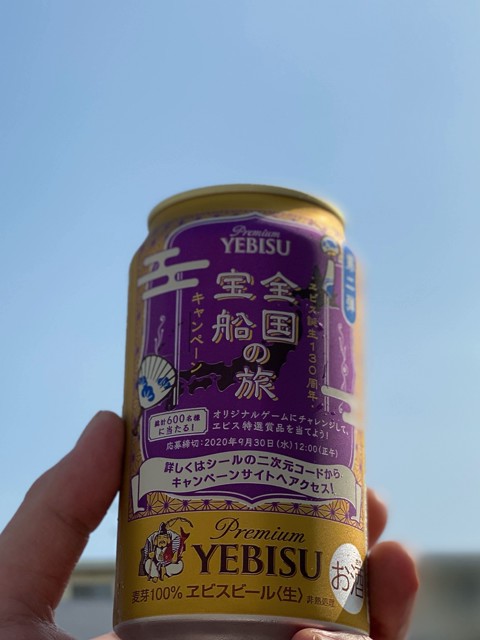 Premium
YEBISU
第二弾
ヱビス誕生130周年
全国
宝船の旅
キャンペーン
総計600名様
に当たる!
オリジナルゲームにチャレンジして、
ヱビス特選賞品を当てよう!
応募締切:2020年9月30日(水)12:00(正午)
詳しくはシールの二次元コードから
キャンペーンサイトへアクセス!
Premium
YEBISU
麦芽100% ヱビスビール〈生〉 非熱処理
お酒